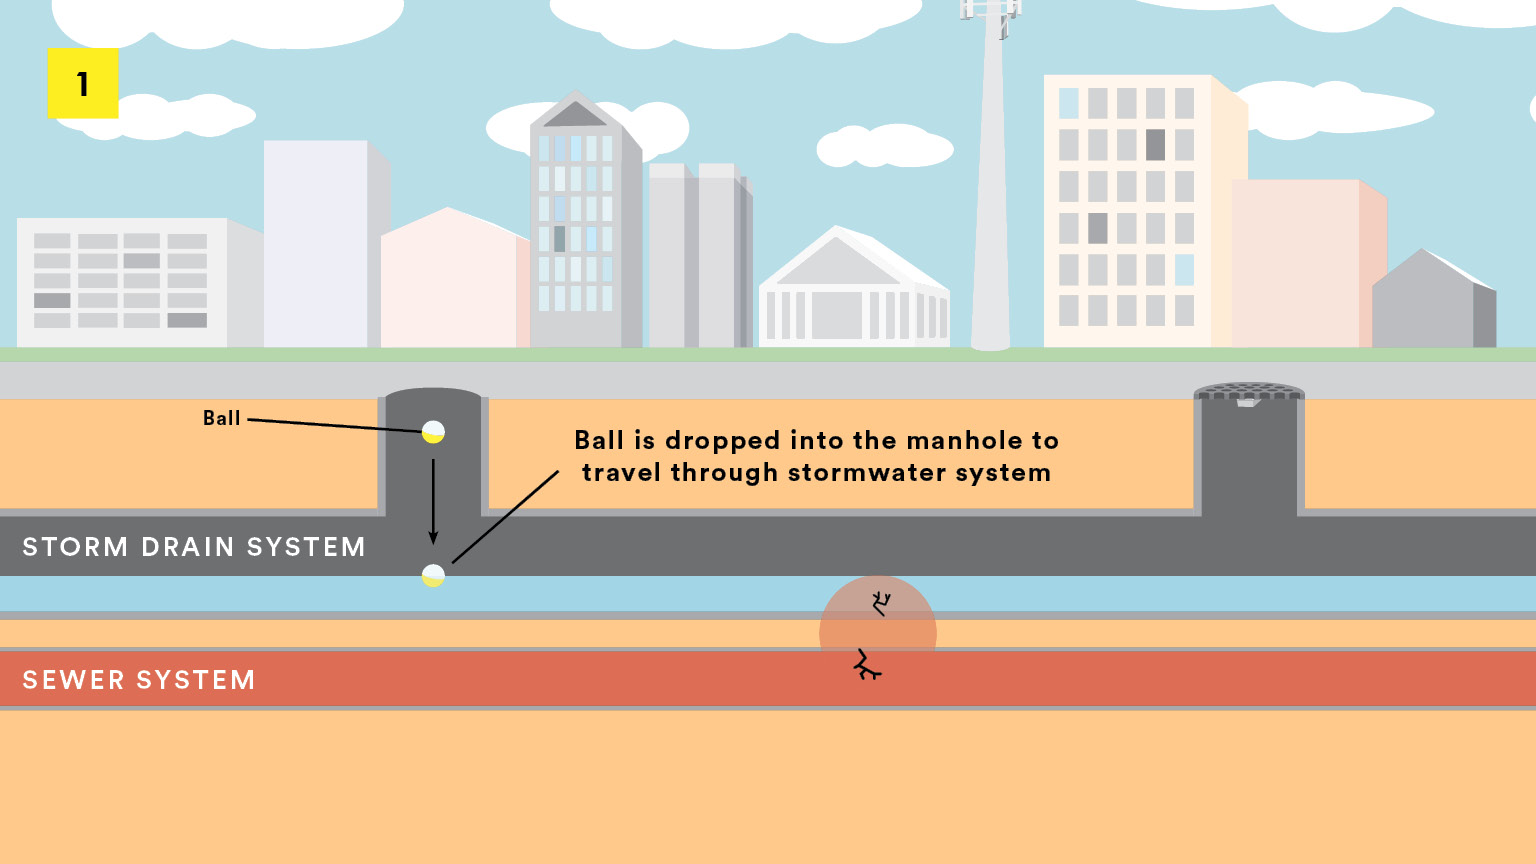 1
Ball
Ball is dropped into the manhole to
travel through stormwater system
STORM DRAIN SYSTEM
SEWER SYSTEM